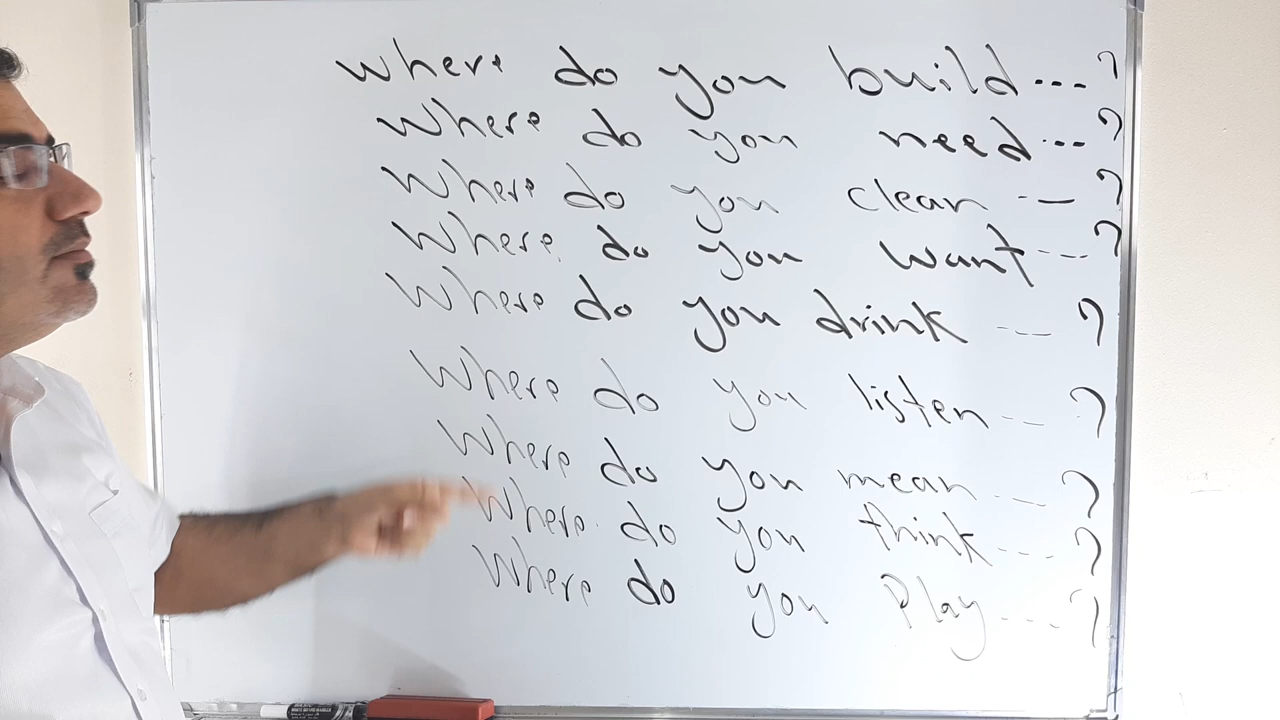 where do you build...?
Where do you need...?
Where do you clean ...?
Where do you want...?
Where do you drink ...?
Where do you listen...?
Where do you mean...?
Where do you think...?
Where do you Play...?